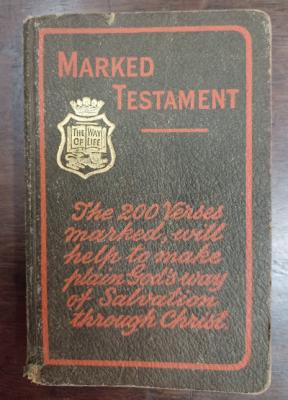 MARKED
TESTAMENT
THE WAY
OF LIFE
The 200 Verses
marked, will
help to make
plain God's way
of Salvation
through Christ.